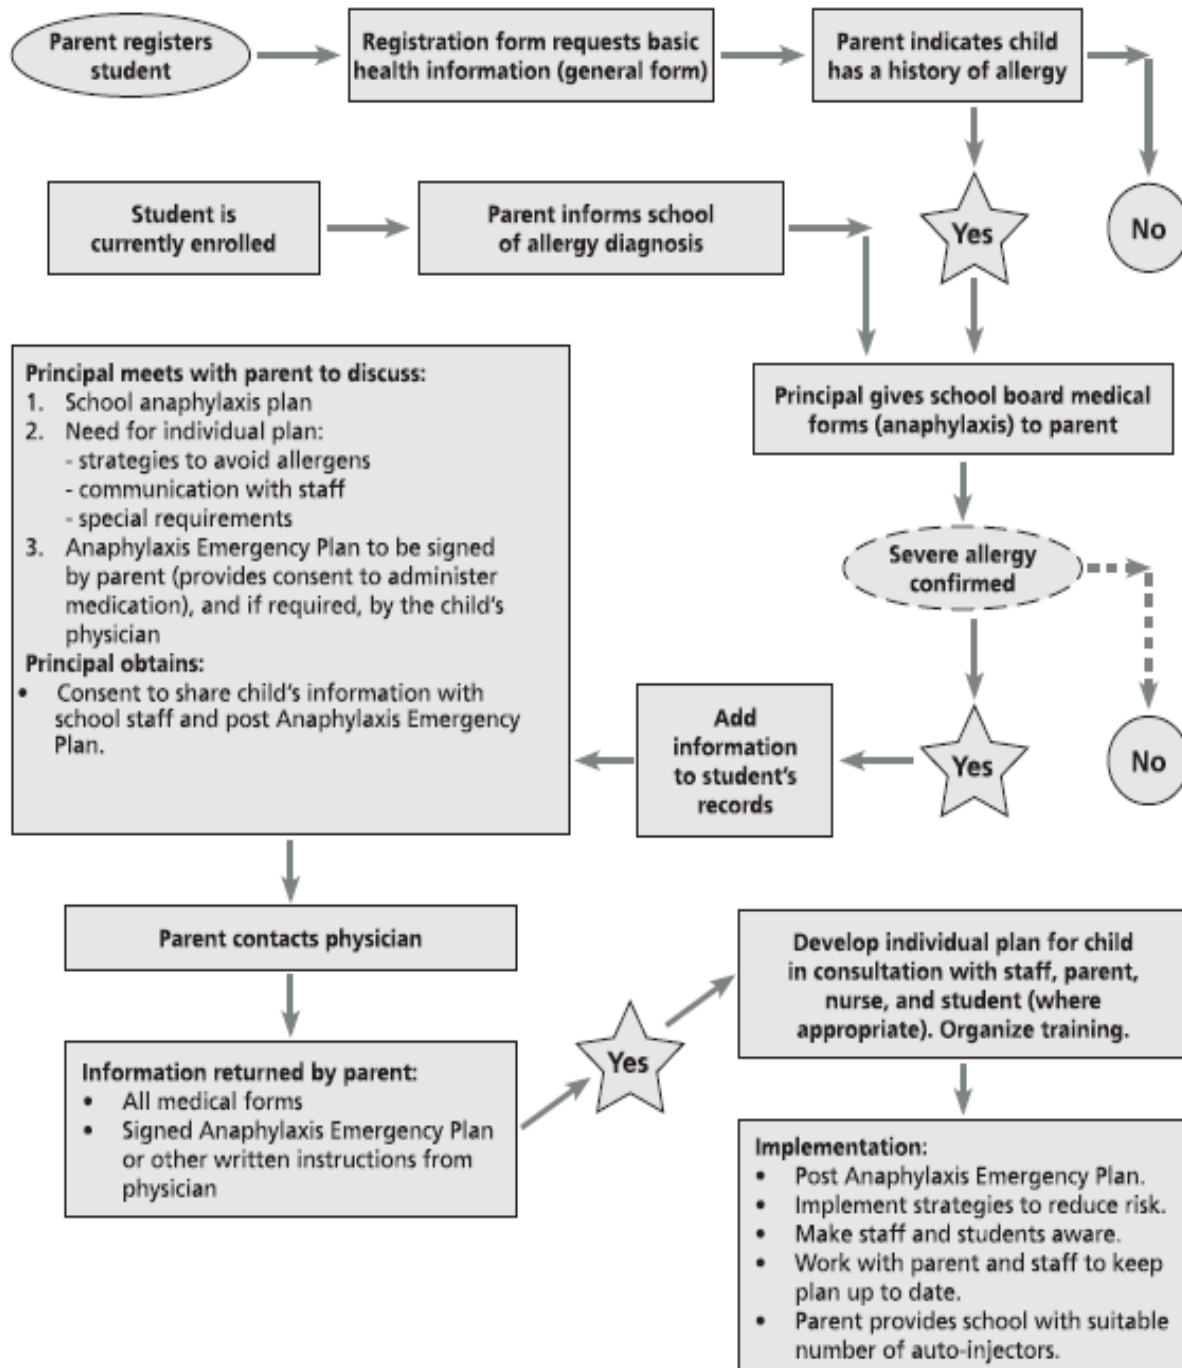 Parent registers
student
Registration form requests basic
health information (general form)
Parent indicates child
has a history of allergy
Student is
currently enrolled
Parent informs school
of allergy diagnosis
Yes
No
Principal meets with parent to discuss:
1. School anaphylaxis plan
2. Need for individual plan:
- strategies to avoid allergens
- communication with staff
- special requirements
3. Anaphylaxis Emergency Plan to be signed
by parent (provides consent to administer
medication), and if required, by the child's
physician
Principal obtains:
• Consent to share child's information with
school staff and post Anaphylaxis Emergency
Plan.
Principal gives school board medical
forms (anaphylaxis) to parent
Severe allergy
confirmed
Add
information
to student's
records
Yes
No
Parent contacts physician
Information returned by parent:
• All medical forms
• Signed Anaphylaxis Emergency Plan
or other written instructions from
physician
Yes
Develop individual plan for child
in consultation with staff, parent,
nurse, and student (where
appropriate). Organize training.
Implementation:
• Post Anaphylaxis Emergency Plan.
• Implement strategies to reduce risk.
• Make staff and students aware.
• Work with parent and staff to keep
plan up to date.
• Parent provides school with suitable
number of auto-injectors.